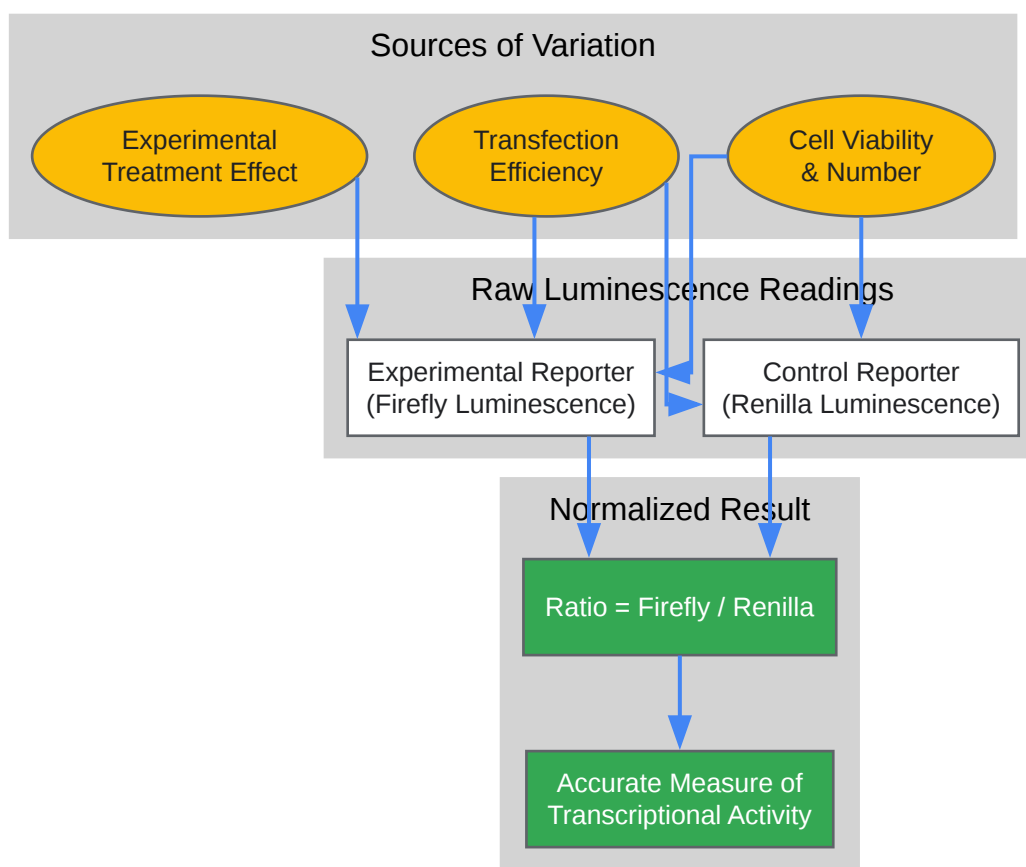 Sources of Variation
Experimental
Treatment Effect
Transfection
Efficiency
Cell Viability
& Number
Raw Luminescence Readings
Experimental Reporter
(Firefly Luminescence)
Control Reporter
(Renilla Luminescence)
Normalized Result
Ratio = Firefly / Renilla
Accurate Measure of
Transcriptional Activity